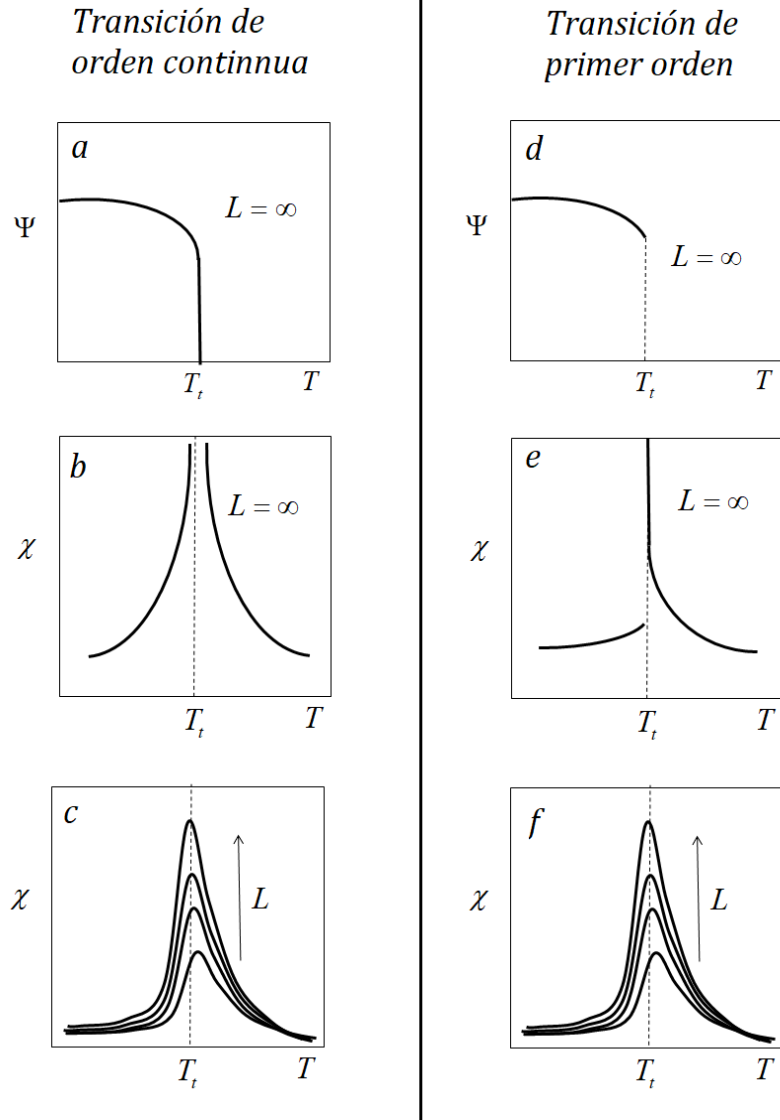 Transición de
orden continnua
a
Ψ
L = ∞
T_t
T
b
χ
L = ∞
T_t
T
c
χ
L
T_t
T
Transición de
primer orden
d
Ψ
L = ∞
T_t
T
e
χ
L = ∞
T_t
T
f
χ
L
T_t
T